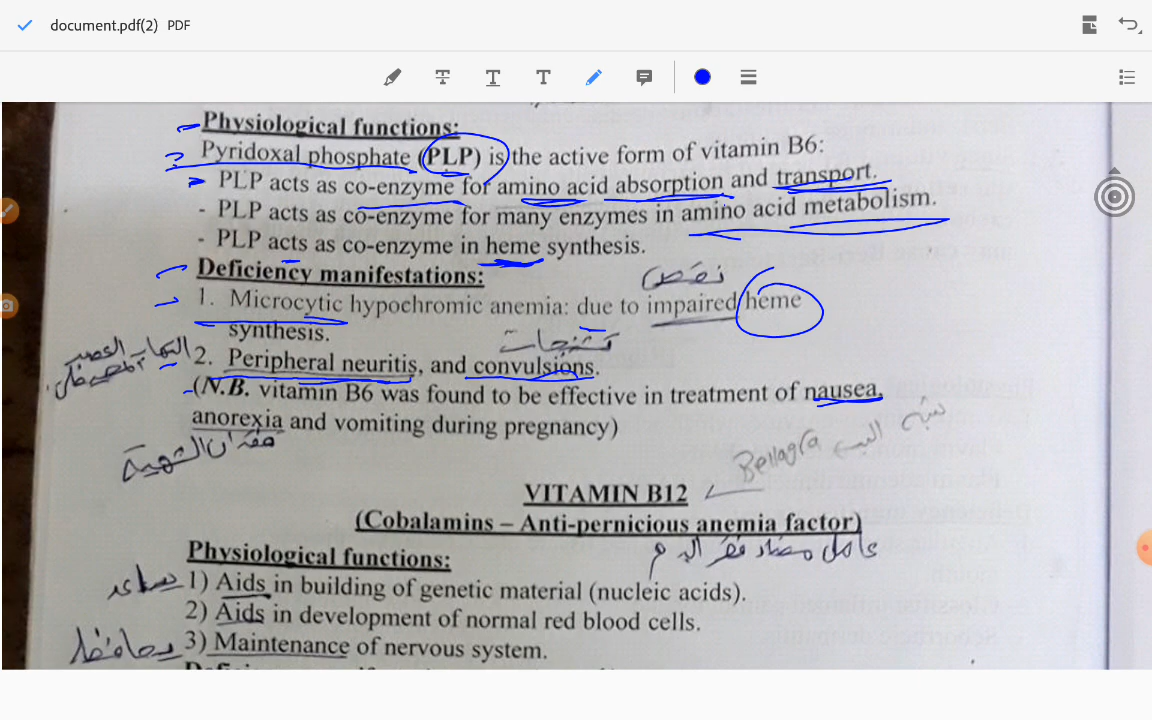 document.pdf(2) PDF
Physiological functions:
Pyridoxal phosphate (PLP) is the active form of vitamin B6:
PLP acts as co-enzyme for amino acid absorption and transport.
- PLP acts as co-enzyme for many enzymes in amino acid metabolism.
- PLP acts as co-enzyme in heme synthesis.
Deficiency manifestations:
نقص
1. Microcytic hypochromic anemia: due to impaired heme
synthesis.
تشنجات
التهاب العصب
2. Peripheral neuritis, and convulsions.
(N.B. vitamin B6 was found to be effective in treatment of nausea,
anorexia and vomiting during pregnancy)
فقدان الشهية
Bellagra
VITAMIN B12
(Cobalamins – Anti-pernicious anemia factor)
عامل مضاد فقر الدم
Physiological functions:
يساعد
1) Aids in building of genetic material (nucleic acids).
2) Aids in development of normal red blood cells.
3) Maintenance of nervous system.